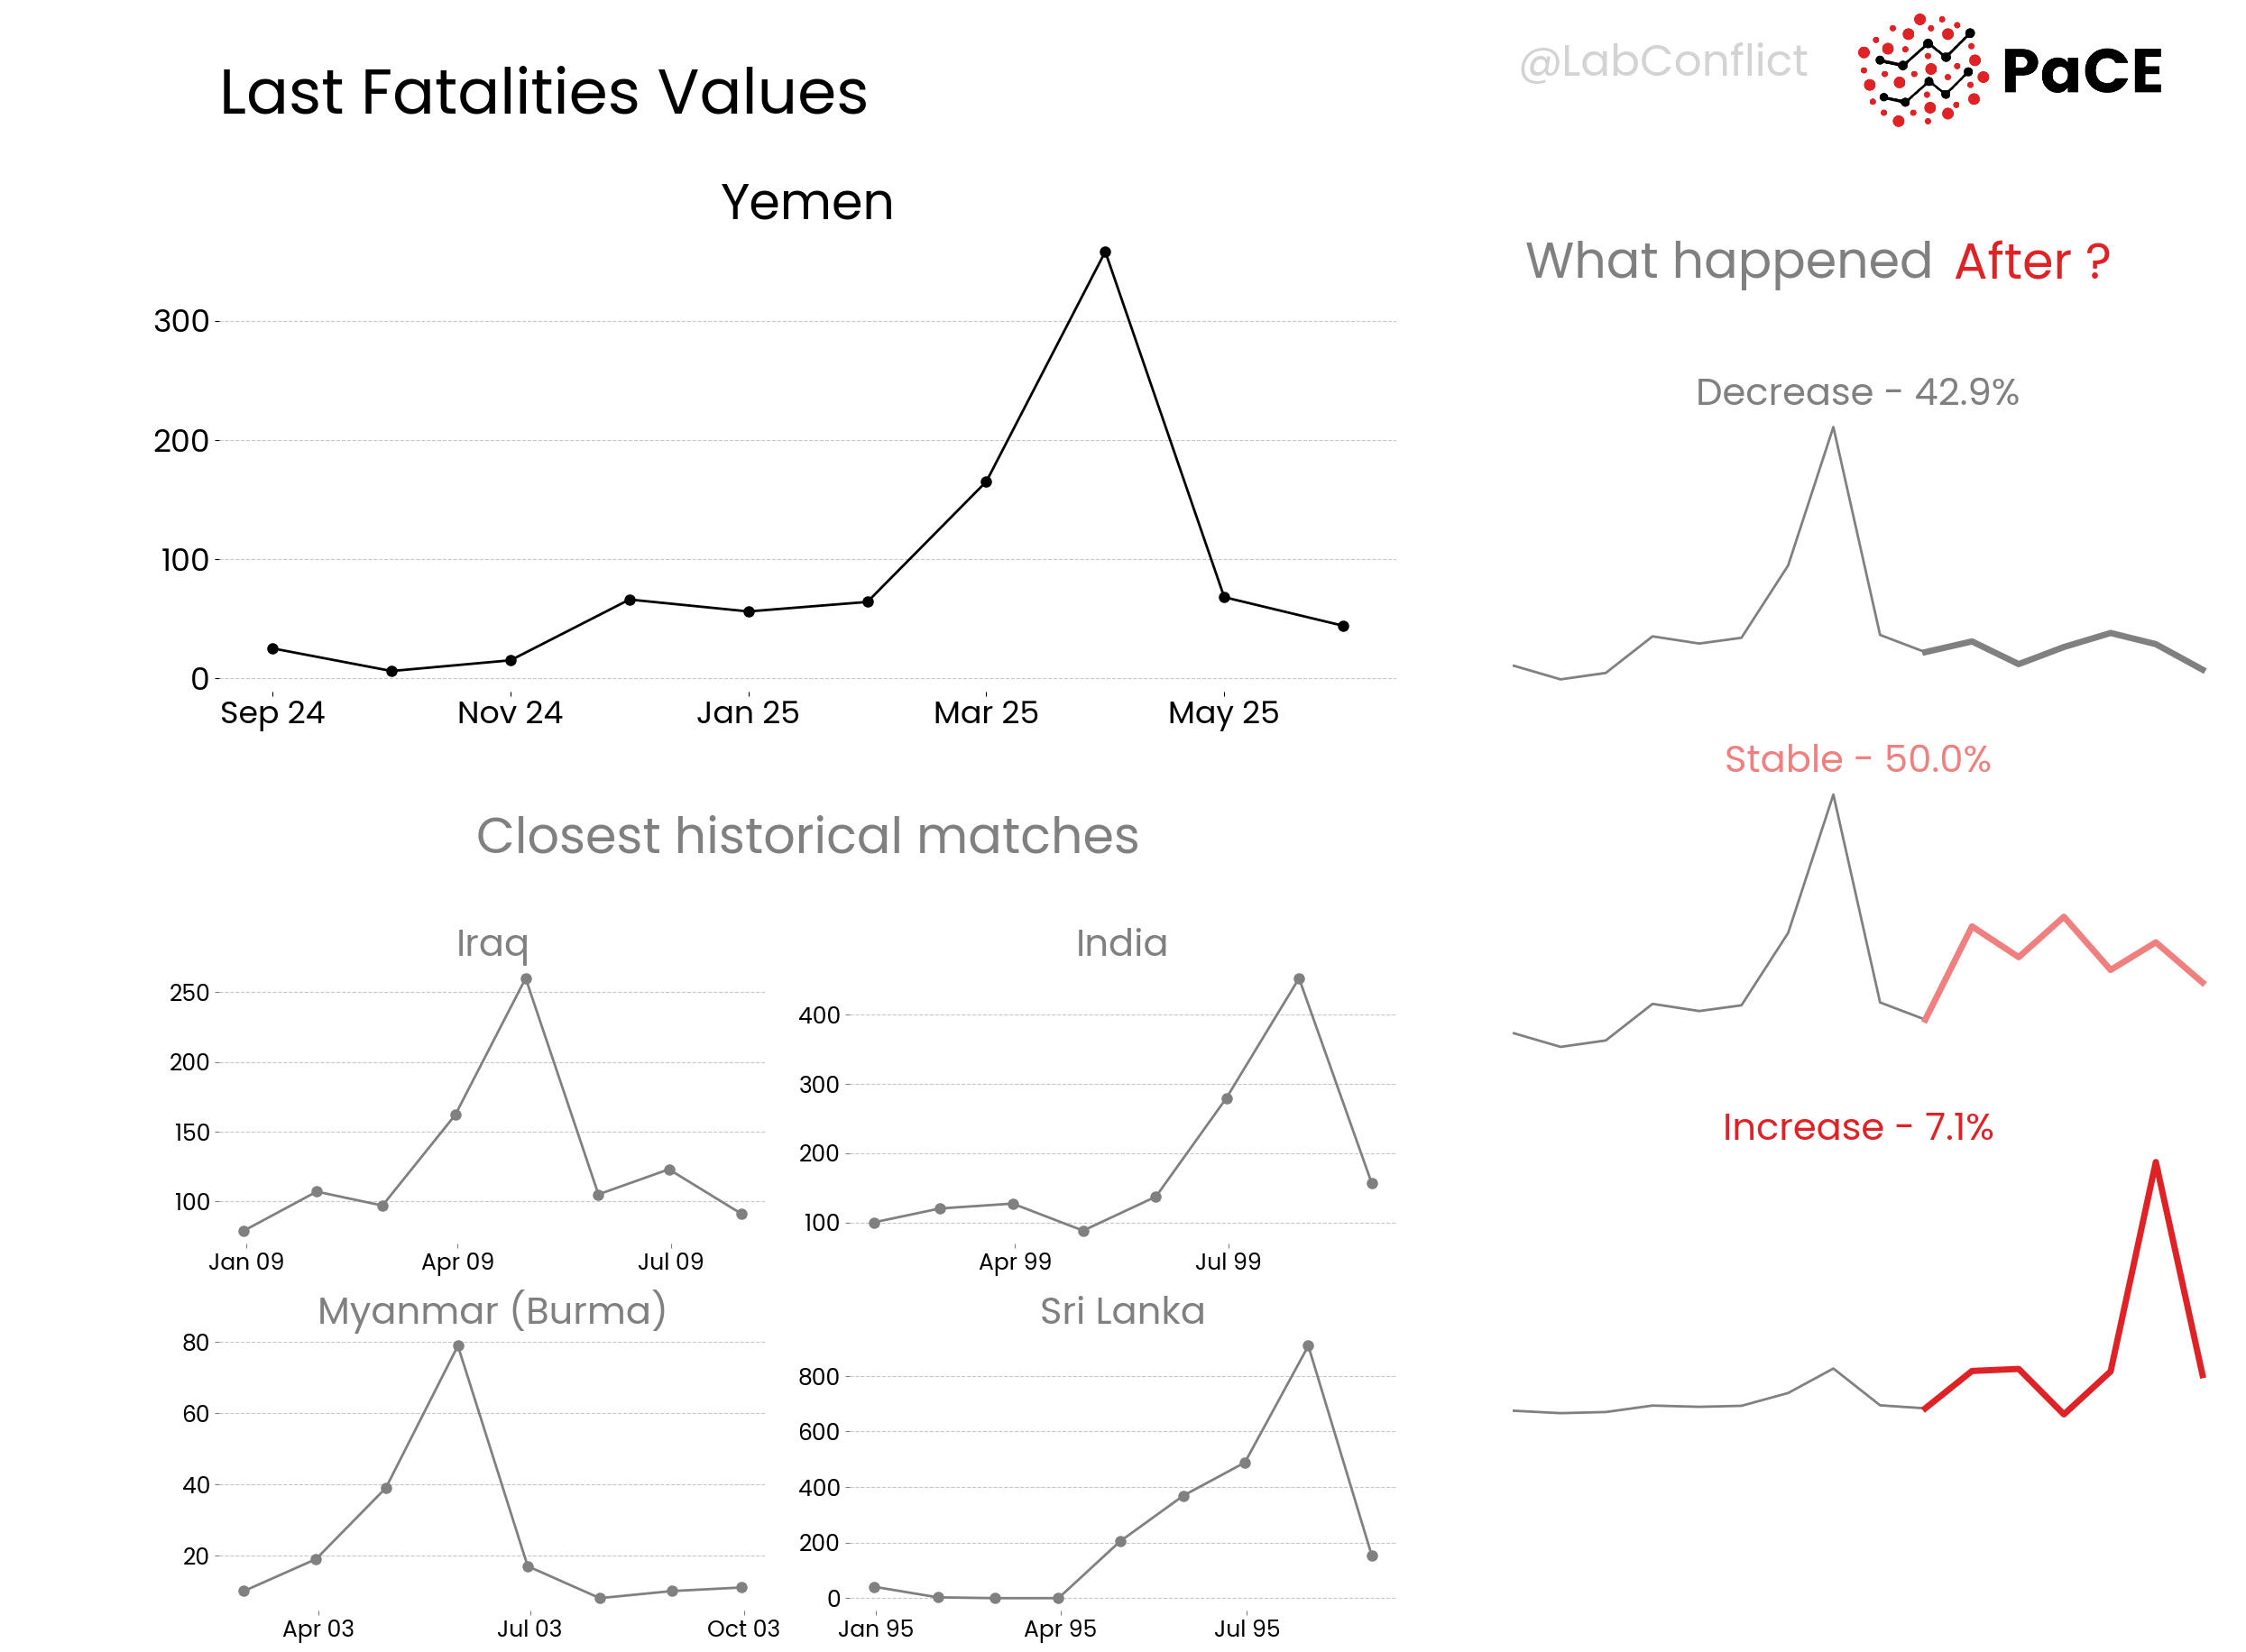 @LabConflict
PaCE
Last Fatalities Values
Yemen
300
200
100
0
Sep 24 Nov 24 Jan 25 Mar 25 May 25
What happened After ?
Decrease - 42.9%
Stable - 50.0%
Increase - 7.1%
Closest historical matches
Iraq
250
200
150
100
Jan 09 Apr 09 Jul 09
India
400
300
200
100
Apr 99 Jul 99
Myanmar (Burma)
80
60
40
20
Apr 03 Jul 03 Oct 03
Sri Lanka
800
600
400
200
0
Jan 95 Apr 95 Jul 95